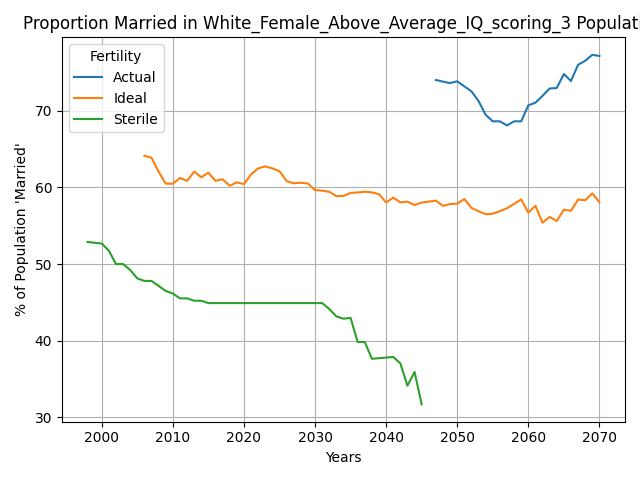 Proportion Married in White_Female_Above_Average_IQ_scoring_3 Populati
Fertility
Actual
Ideal
Sterile
% of Population 'Married'
70
60
50
40
30
2000 2010 2020 2030 2040 2050 2060 2070
Years